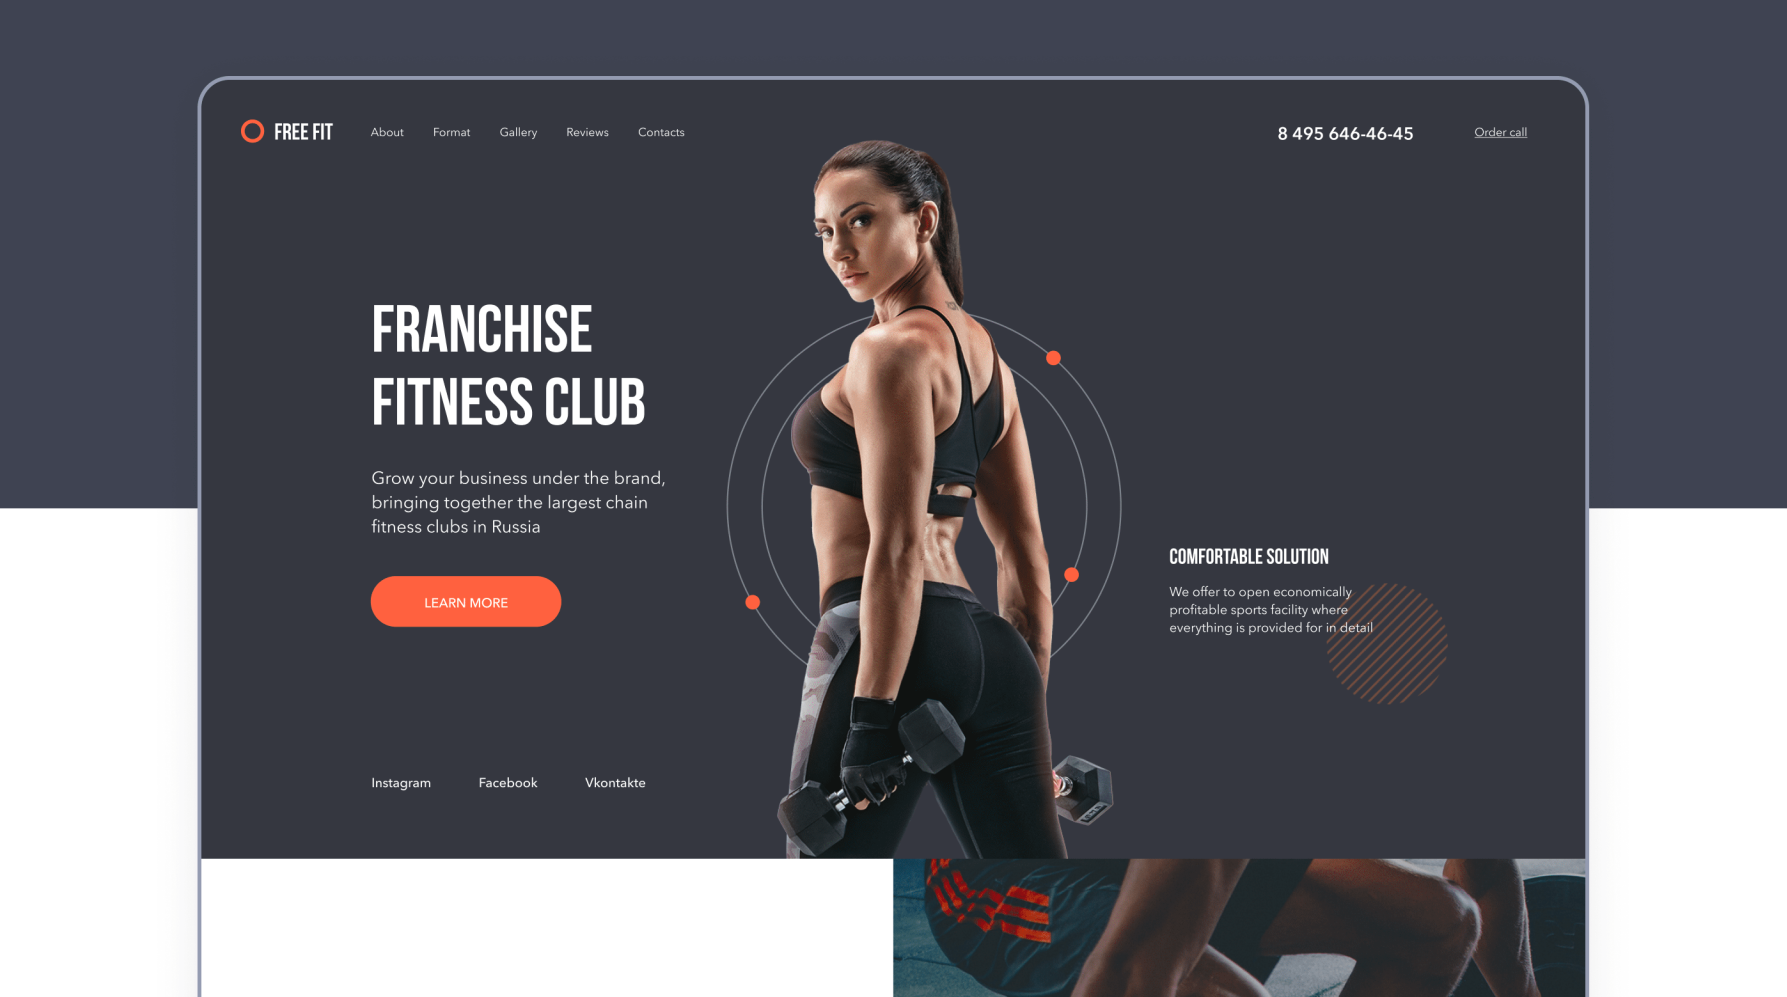 FREE FIT
About
Format
Gallery
Reviews
Contacts
8 495 646-46-45
Order call
FRANCHISE
FITNESS CLUB
Grow your business under the brand,
bringing together the largest chain
fitness clubs in Russia
LEARN MORE
COMFORTABLE SOLUTION
We offer to open economically
profitable sports facility where
everything is provided for in detail
Instagram
Facebook
Vkontakte